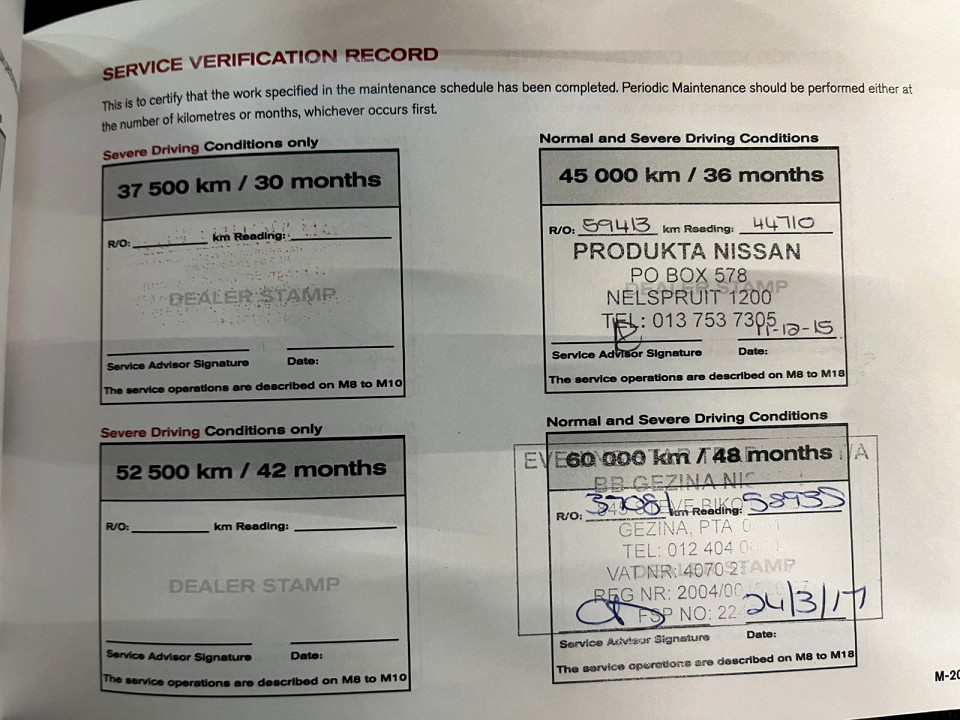 SERVICE VERIFICATION RECORD
This is to certify that the work specified in the maintenance schedule has been completed. Periodic Maintenance should be performed either at
the number of kilometres or months, whichever occurs first.
Severe Driving Conditions only
37 500 km / 30 months
R/O: km Reading:
DEALER STAMP
Service Advisor Signature Date:
The service operations are described on M8 to M10
Normal and Severe Driving Conditions
45 000 km / 36 months
R/O: 59413 km Reading: 44710
PRODUKTA NISSAN
PO BOX 578
DEALER STAMP
NELSPRUIT 1200
TEL: 013 753 7305
11-12-15
Service Advisor Signature Date:
The service operations are described on M8 to M18
Severe Driving Conditions only
52 500 km / 42 months
R/O: km Reading:
DEALER STAMP
Service Advisor Signature Date:
The service operations are described on M8 to M10
Normal and Severe Driving Conditions
60 000 km / 48 months
BB GEZINA
R/O: 37081 km Reading: 58935
GEZINA, PTA
TEL: 012 404
VAT NR: 4070
DEALER STAMP
REG NR: 2004/00
FSP NO: 22
24/3/17
Service Advisor Signature Date:
The service operations are described on M8 to M18
M-20